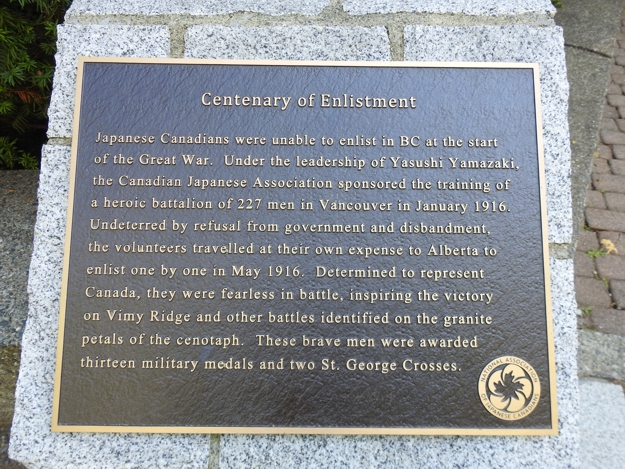 Centenary of Enlistment
Japanese Canadians were unable to enlist in BC at the start
of the Great War. Under the leadership of Yasushi Yamazaki,
the Canadian Japanese Association sponsored the training of
a heroic battalion of 227 men in Vancouver in January 1916.
Undeterred by refusal from government and disbandment,
the volunteers travelled at their own expense to Alberta to
enlist one by one in May 1916. Determined to represent
Canada, they were fearless in battle, inspiring the victory
on Vimy Ridge and other battles identified on the granite
petals of the cenotaph. These brave men were awarded
thirteen military medals and two St. George Crosses.
NATIONAL ASSOCIATION
OF JAPANESE CANADIANS